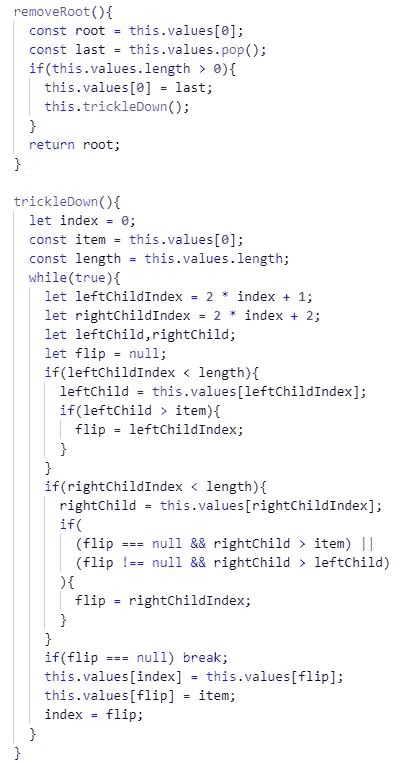 removeRoot(){
  const root = this.values[0];
  const last = this.values.pop();
  if(this.values.length > 0){
    this.values[0] = last;
    this.trickleDown();
  }
  return root;
}

trickleDown(){
  let index = 0;
  const item = this.values[0];
  const length = this.values.length;
  while(true){
    let leftChildIndex = 2 * index + 1;
    let rightChildIndex = 2 * index + 2;
    let leftChild,rightChild;
    let flip = null;
    if(leftChildIndex < length){
      leftChild = this.values[leftChildIndex];
      if(leftChild > item){
        flip = leftChildIndex;
      }
    }
    if(rightChildIndex < length){
      rightChild = this.values[rightChildIndex];
      if(
        (flip === null && rightChild > item) ||
        (flip !== null && rightChild > leftChild)
      ){
        flip = rightChildIndex;
      }
    }
    if(flip === null) break;
    this.values[index] = this.values[flip];
    this.values[flip] = item;
    index = flip;
  }
}